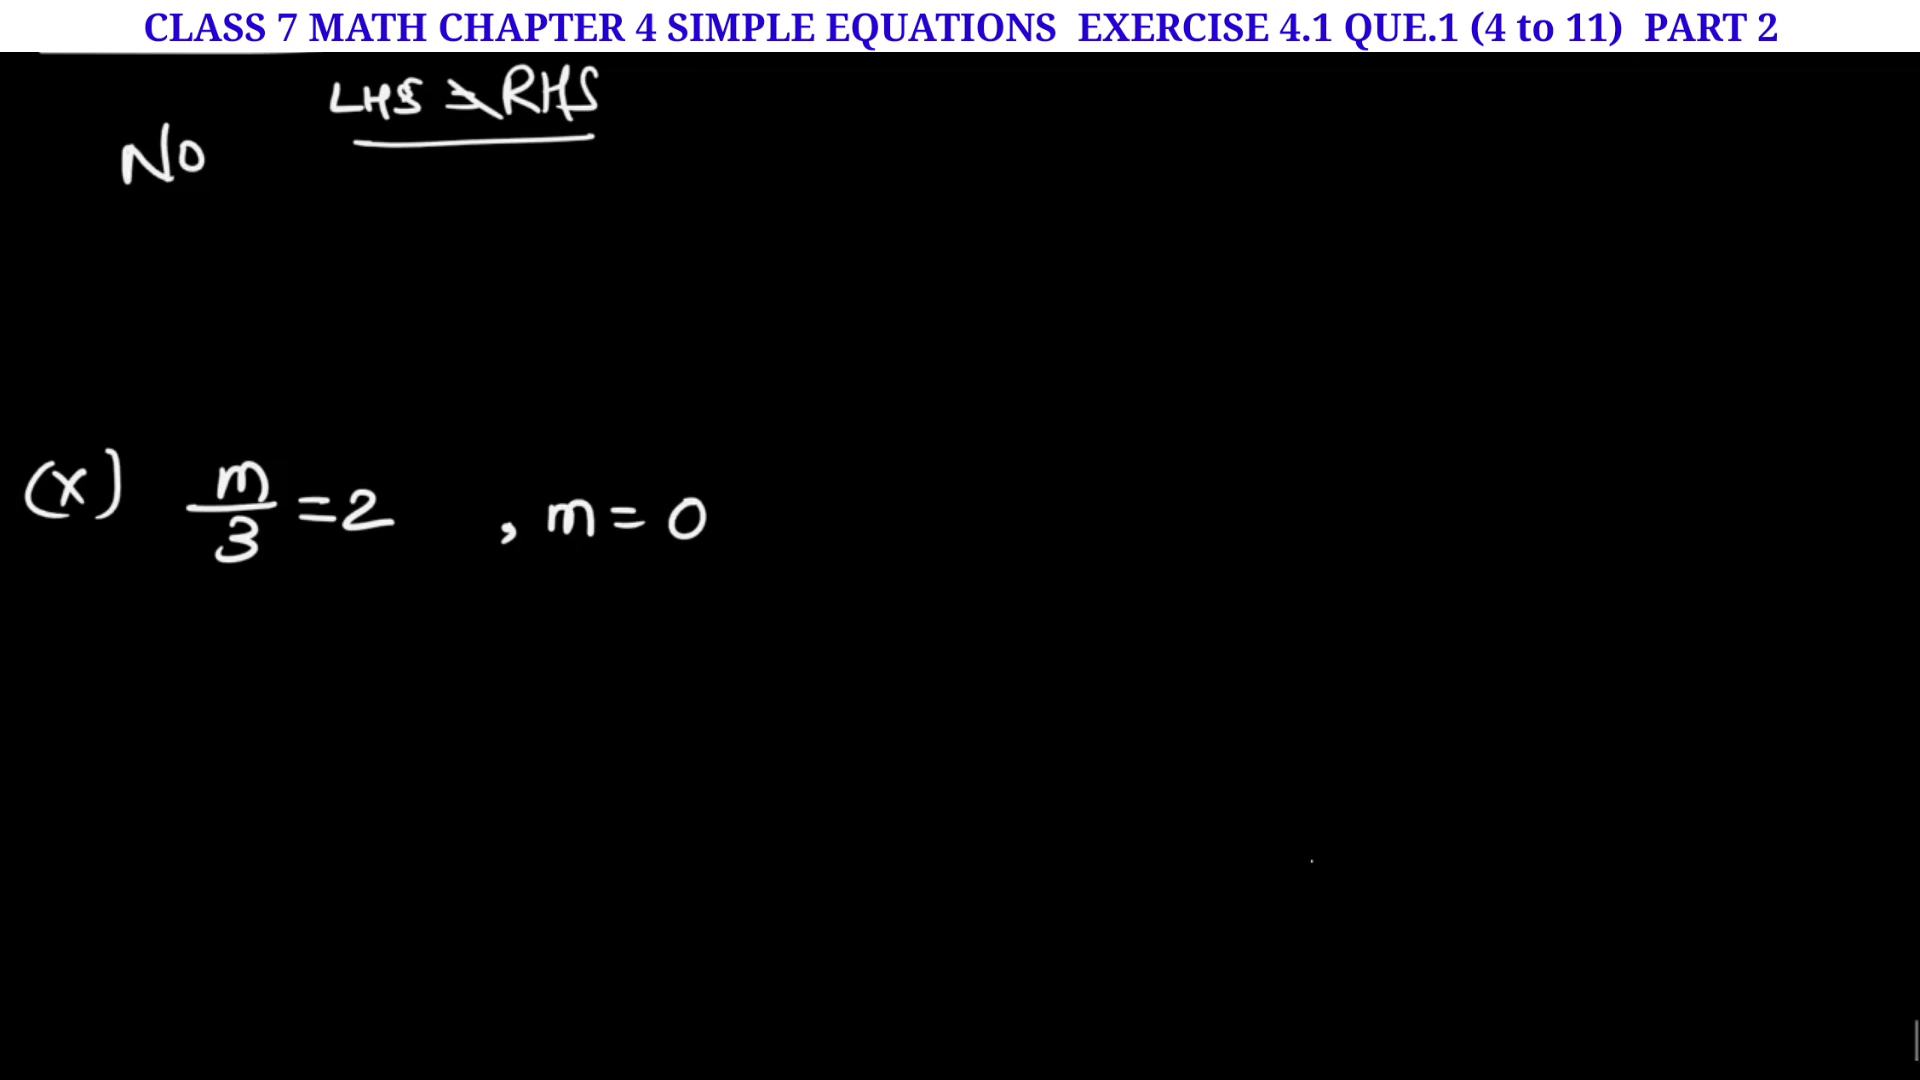 CLASS 7 MATH CHAPTER 4 SIMPLE EQUATIONS EXERCISE 4.1 QUE.1 (4 to 11) PART 2
LHS ≠ RHS
No
(x) m/3 = 2 , m = 0